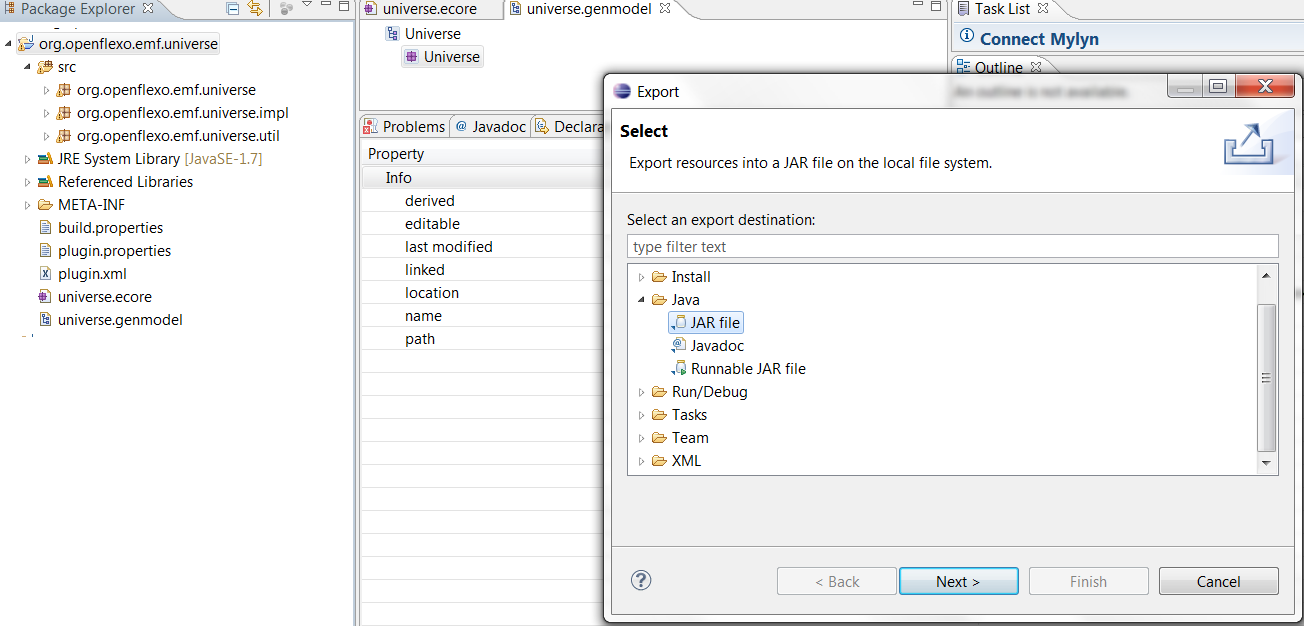 Package Explorer
org.openflexo.emf.universe
src
org.openflexo.emf.universe
org.openflexo.emf.universe.impl
org.openflexo.emf.universe.util
JRE System Library [JavaSE-1.7]
Referenced Libraries
META-INF
build.properties
plugin.properties
plugin.xml
universe.ecore
universe.genmodel
universe.ecore universe.genmodel
Universe
Universe
Problems @ Javadoc Declara
Property
Info
derived
editable
last modified
linked
location
name
path
Task List
Connect Mylyn
Outline
An outline is not available.
Export
Select
Export resources into a JAR file on the local file system.
Select an export destination:
type filter text
Install
Java
JAR file
Javadoc
Runnable JAR file
Run/Debug
Tasks
Team
XML
? < Back Next > Finish Cancel